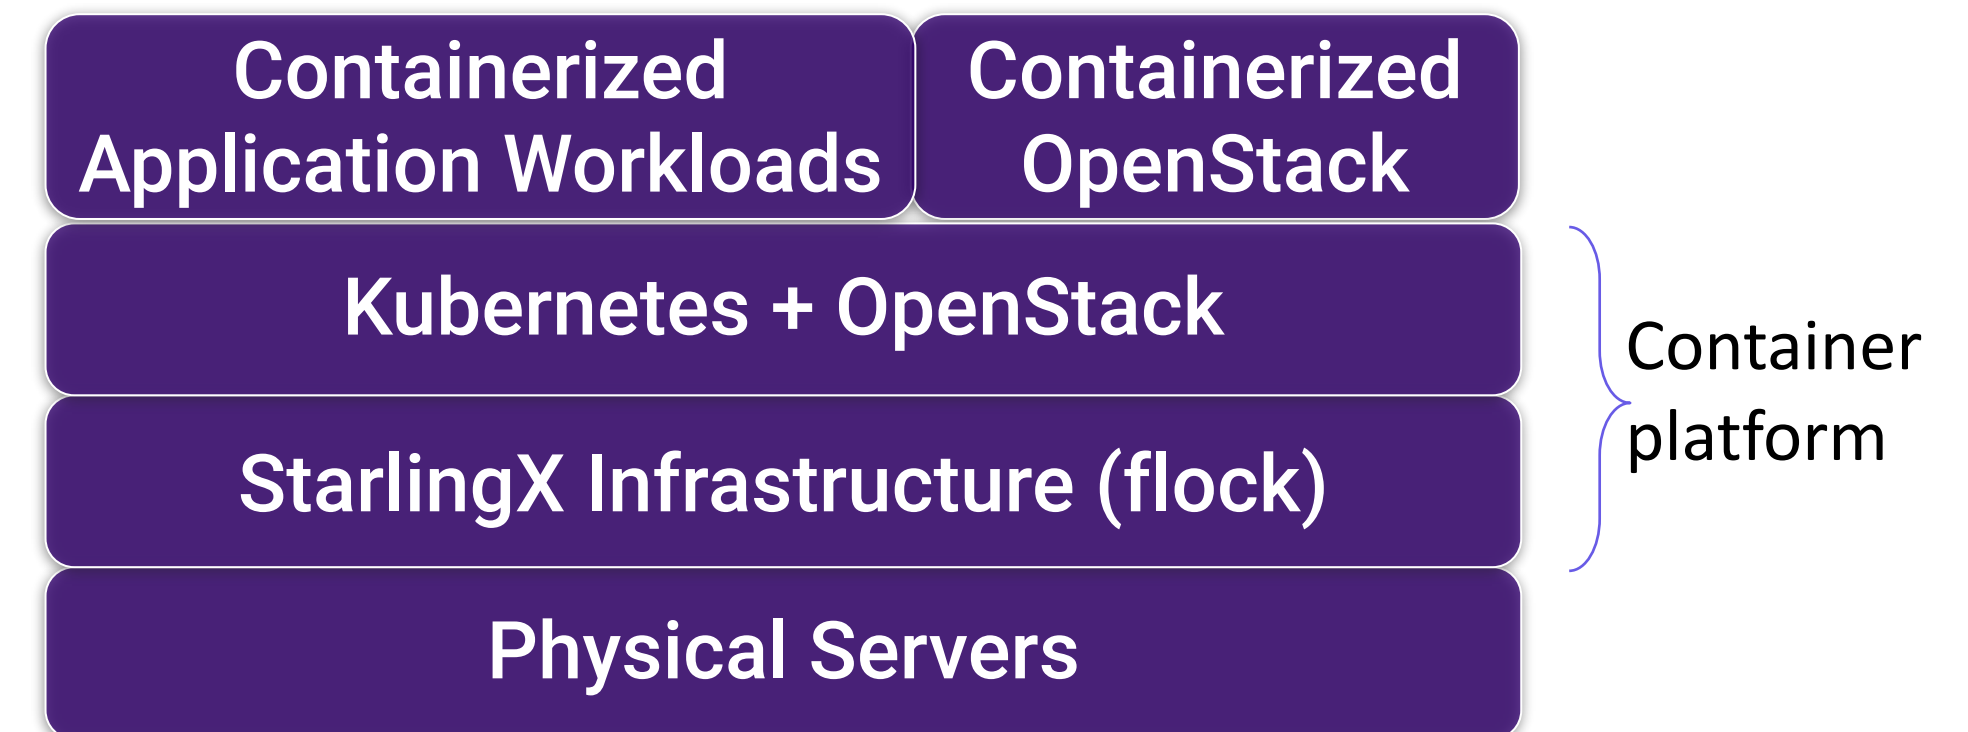 Containerized
Application Workloads
Containerized
OpenStack
Kubernetes + OpenStack
StarlingX Infrastructure (flock)
Physical Servers
Container
platform